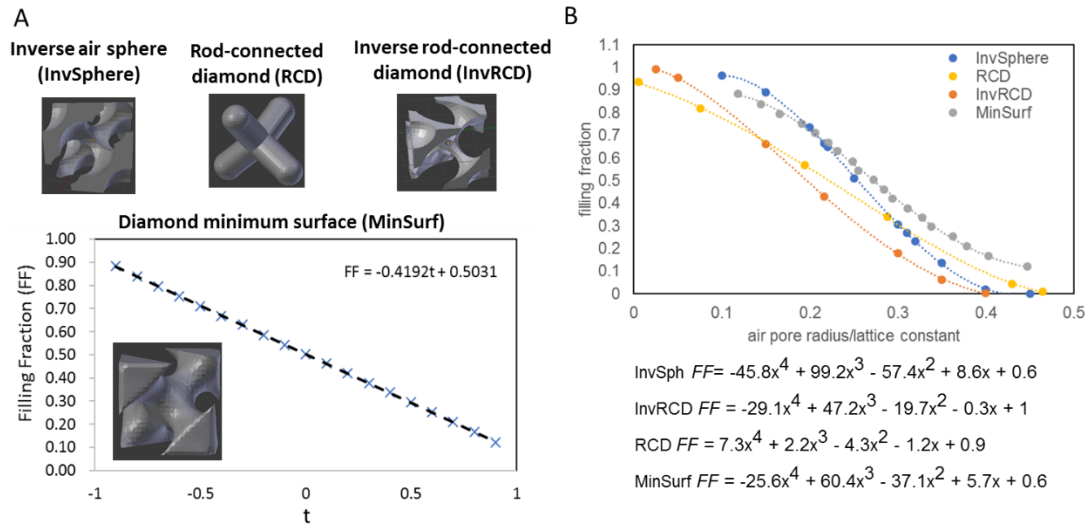 A
Inverse air sphere
(InvSphere)
Rod-connected
diamond (RCD)
Inverse rod-connected
diamond (InvRCD)
Diamond minimum surface (MinSurf)
FF = -0.4192t + 0.5031
Filling Fraction (FF)
1.00
0.90
0.80
0.70
0.60
0.50
0.40
0.30
0.20
0.10
0.00
-1
-0.5
0
0.5
1
t
B
InvSphere
RCD
InvRCD
MinSurf
filling fraction
1.1
1
0.9
0.8
0.7
0.6
0.5
0.4
0.3
0.2
0.1
0
0
0.1
0.2
0.3
0.4
0.5
air pore radius/lattice constant
InvSph FF= -45.8x⁴ + 99.2x³ - 57.4x² + 8.6x + 0.6
InvRCD FF = -29.1x⁴ + 47.2x³ - 19.7x² - 0.3x + 1
RCD FF = 7.3x⁴ + 2.2x³ - 4.3x² - 1.2x + 0.9
MinSurf FF = -25.6x⁴ + 60.4x³ - 37.1x² + 5.7x + 0.6